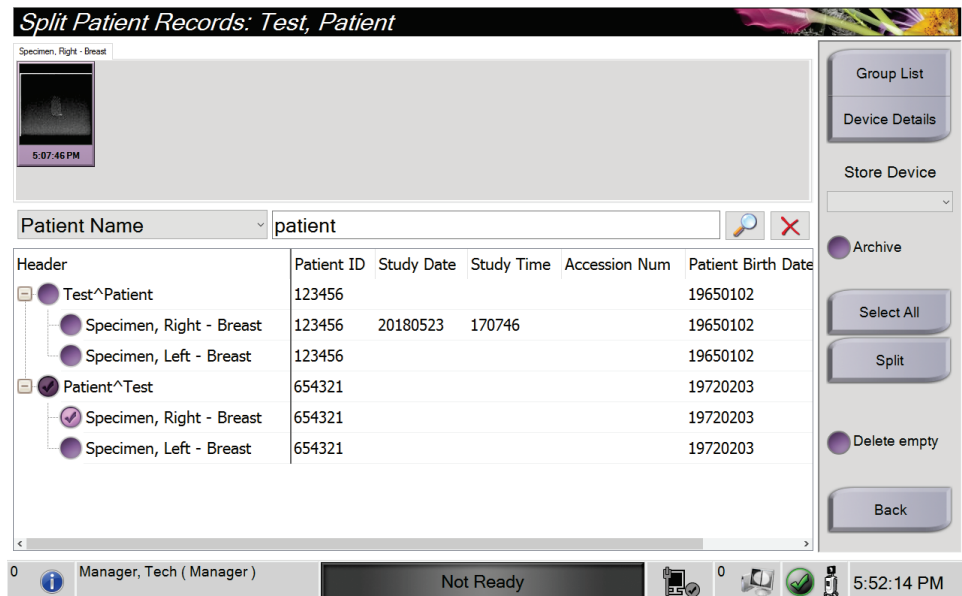 Split Patient Records: Test, Patient
Specimen, Right - Breast
5:07:46 PM
Group List
Device Details
Store Device
Archive
Select All
Split
Delete empty
Back
Patient Name patient
Header Patient ID Study Date Study Time Accession Num Patient Birth Date
Test^Patient 123456 19650102
Specimen, Right - Breast 123456 20180523 170746 19650102
Specimen, Left - Breast 123456 19650102
Patient^Test 654321 19720203
Specimen, Right - Breast 654321 19720203
Specimen, Left - Breast 654321 19720203
0 Manager, Tech ( Manager ) Not Ready 0 5:52:14 PM